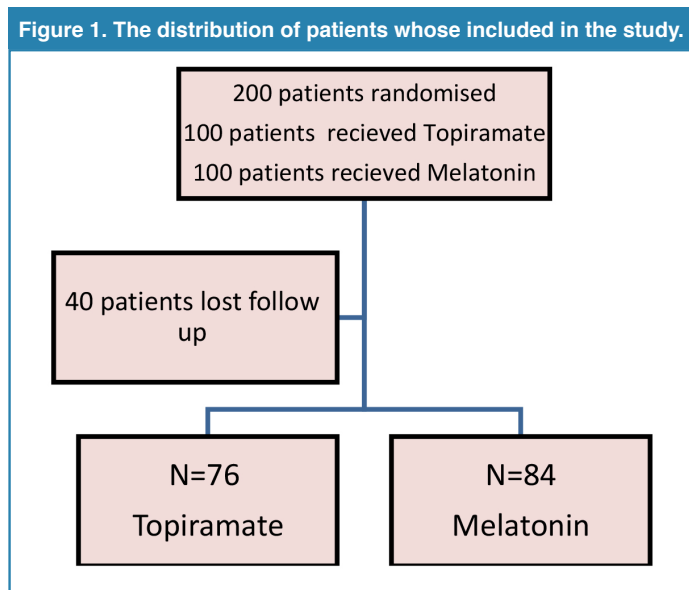 Figure 1. The distribution of patients whose included in the study.
200 patients randomised
100 patients recieved Topiramate
100 patients recieved Melatonin
40 patients lost follow
up
N=76
Topiramate
N=84
Melatonin